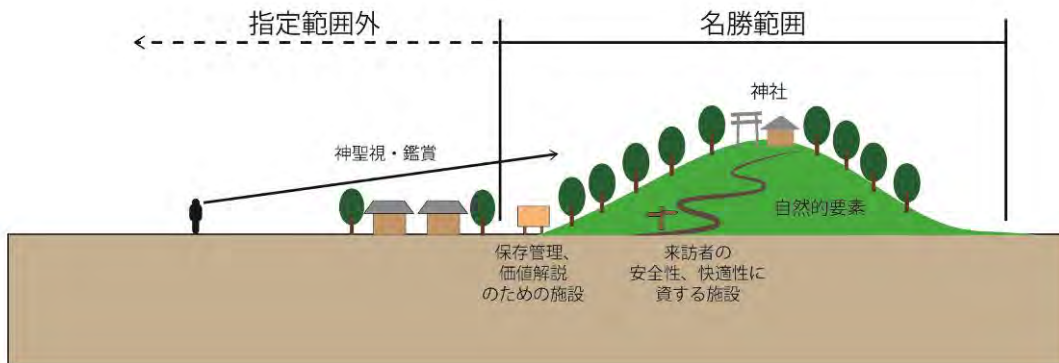 指定範囲外
名勝範囲
神社
神聖視・鑑賞
自然的要素
保存管理、
価値解説
のための施設
来訪者の
安全性、快適性に
資する施設